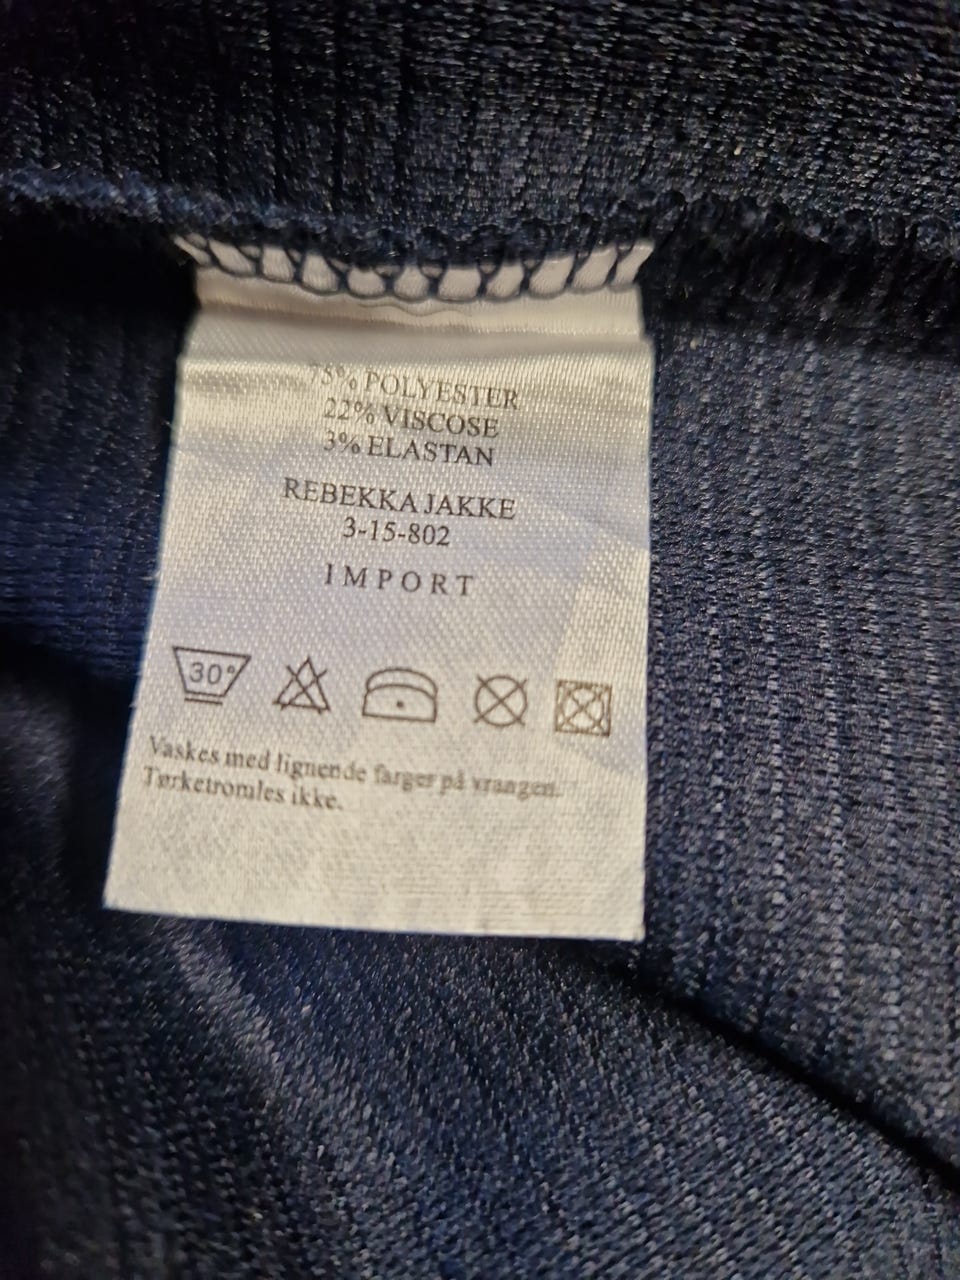 75% POLYESTER
22% VISCOSE
3% ELASTAN
REBEKKA JAKKE
3-15-802
IMPORT
30°
Vaskes med lignende farger på vrangen.
Tørketromles ikke.